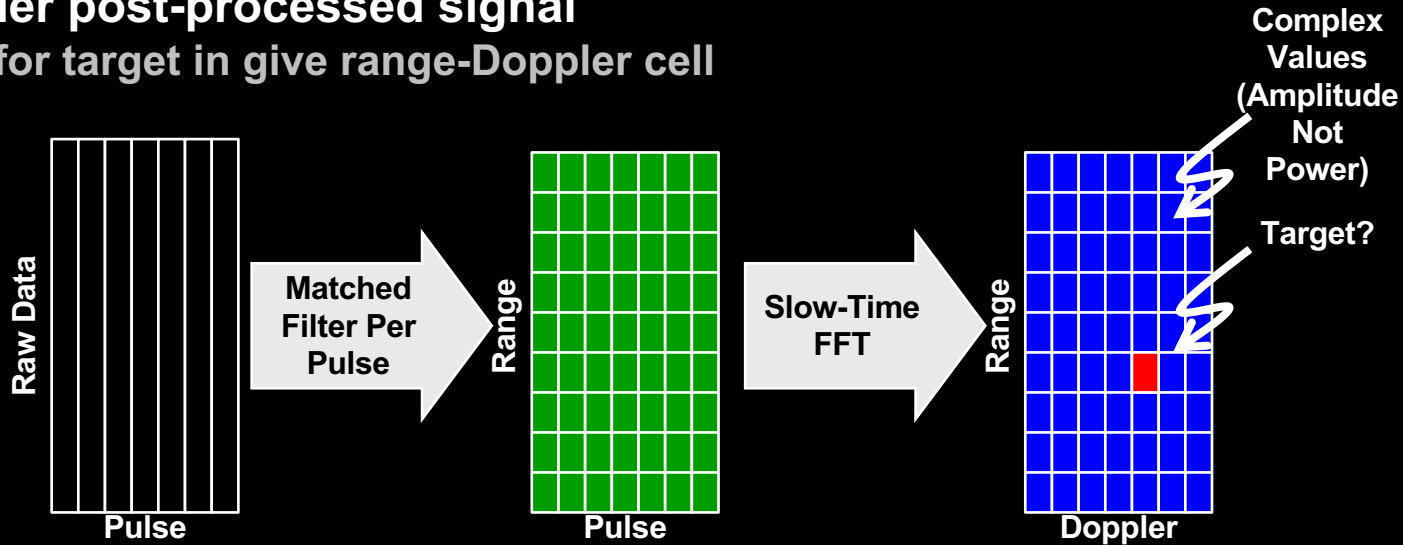 er post-processed signal
for target in give range-Doppler cell
Complex
Values
(Amplitude
Not
Power)
Target?
Raw Data
Pulse
Matched
Filter Per
Pulse
Range
Pulse
Slow-Time
FFT
Range
Doppler